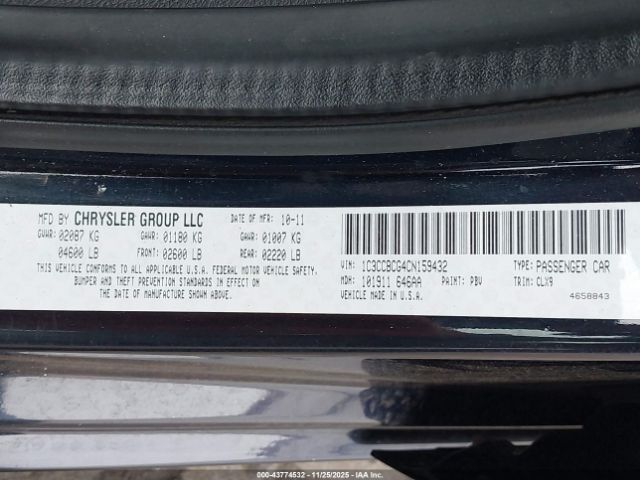 MFD BY CHRYSLER GROUP LLC DATE OF MFR: 10-11
GVWR: 02087 KG GAWR: 01180 KG GAWR: 01007 KG
04600 LB FRONT: 02600 LB REAR: 02220 LB
THIS VEHICLE CONFORMS TO ALL APPLICABLE U.S.A. FEDERAL MOTOR VEHICLE SAFETY,
BUMPER AND THEFT PREVENTION STANDARDS IN EFFECT ON
THE DATE OF MANUFACTURE SHOWN ABOVE.
VIN: 1C3CCBCG4CN159432 TYPE: PASSENGER CAR
MDH: 101911 646AA PAINT: PBV TRIM: CLX9
VEHICLE MADE IN U.S.A. 4658843
000-43774532 - 11/25/2025 - IAA Inc.